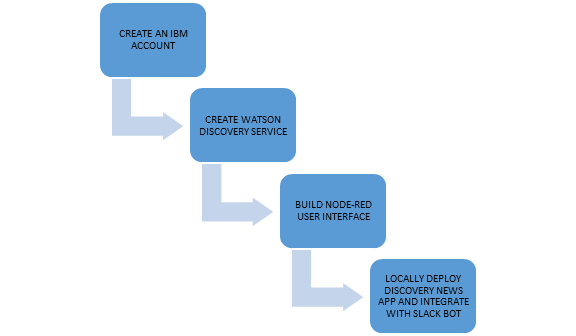 CREATE AN IBM
ACCOUNT
CREATE WATSON
DISCOVERY SERVICE
BUILD NODE-RED
USER INTERFACE
LOCALLY DEPLOY
DISCOVERY NEWS
APP AND INTEGRATE
WITH SLACK BOT